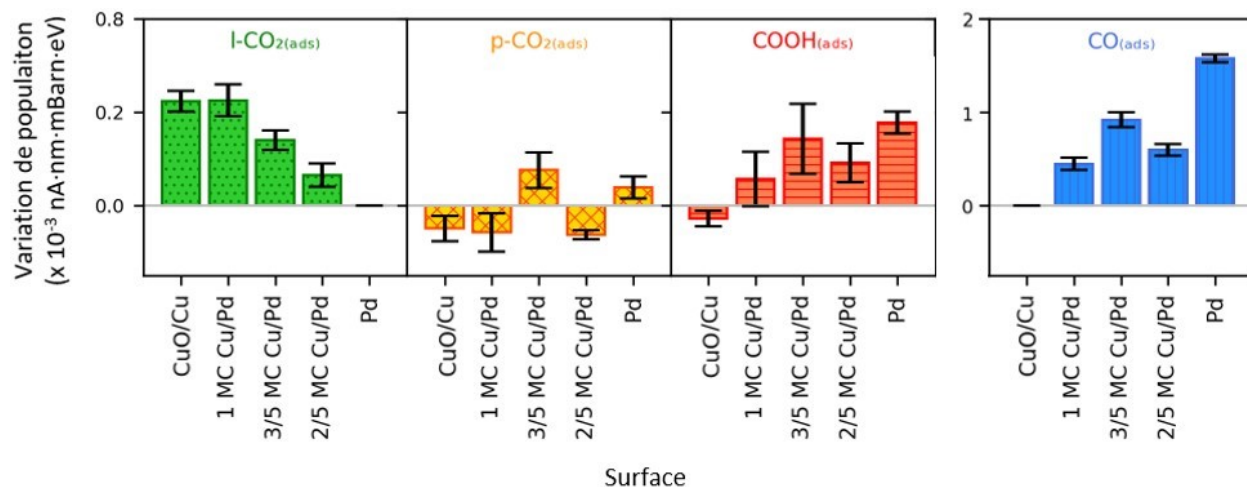 Variation de populaiton
(x 10⁻³ nA·nm·mBarn·eV)
0.8
0.2
0.0
l-CO₂(ads)
p-CO₂(ads)
COOH(ads)
2
1
0
CO(ads)
CuO/Cu
1 MC Cu/Pd
3/5 MC Cu/Pd
2/5 MC Cu/Pd
Pd
CuO/Cu
1 MC Cu/Pd
3/5 MC Cu/Pd
2/5 MC Cu/Pd
Pd
CuO/Cu
1 MC Cu/Pd
3/5 MC Cu/Pd
2/5 MC Cu/Pd
Pd
CuO/Cu
1 MC Cu/Pd
3/5 MC Cu/Pd
2/5 MC Cu/Pd
Pd
Surface